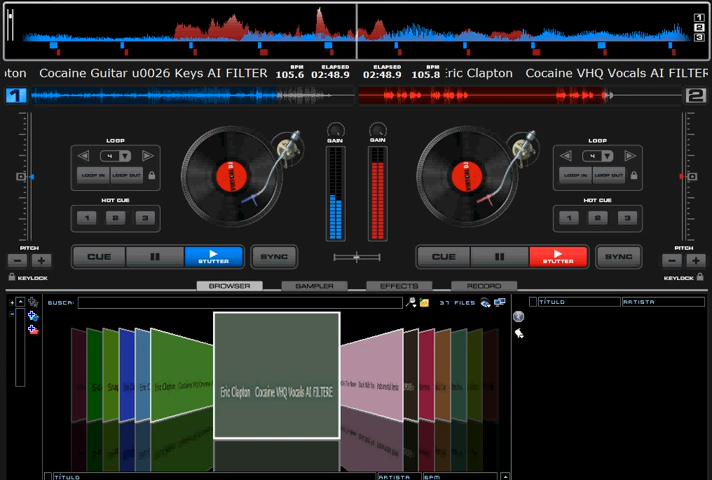 1
2
3
pton Cocaine Guitar u0026 Keys AI FILTER BPM 105.6 ELAPSED 02:48.9
ELAPSED 02:48.9 BPM 105.8 Eric Clapton Cocaine VHQ Vocals AI FILTER
1
2
LOOP
4
LOOP IN LOOP OUT
HOT CUE
1 2 3
GAIN GAIN
LOOP
4
LOOP IN LOOP OUT
HOT CUE
1 2 3
PITCH
KEYLOCK
CUE STUTTER SYNC
CUE STUTTER SYNC
PITCH
KEYLOCK
BROWSER SAMPLER EFFECTS RECORD
BUSCA:
37 FILES
TÍTULO ARTISTA
Eric Clapton Cocaine VHQ Vocals AI FILTERE
TÍTULO ARTISTA BPM